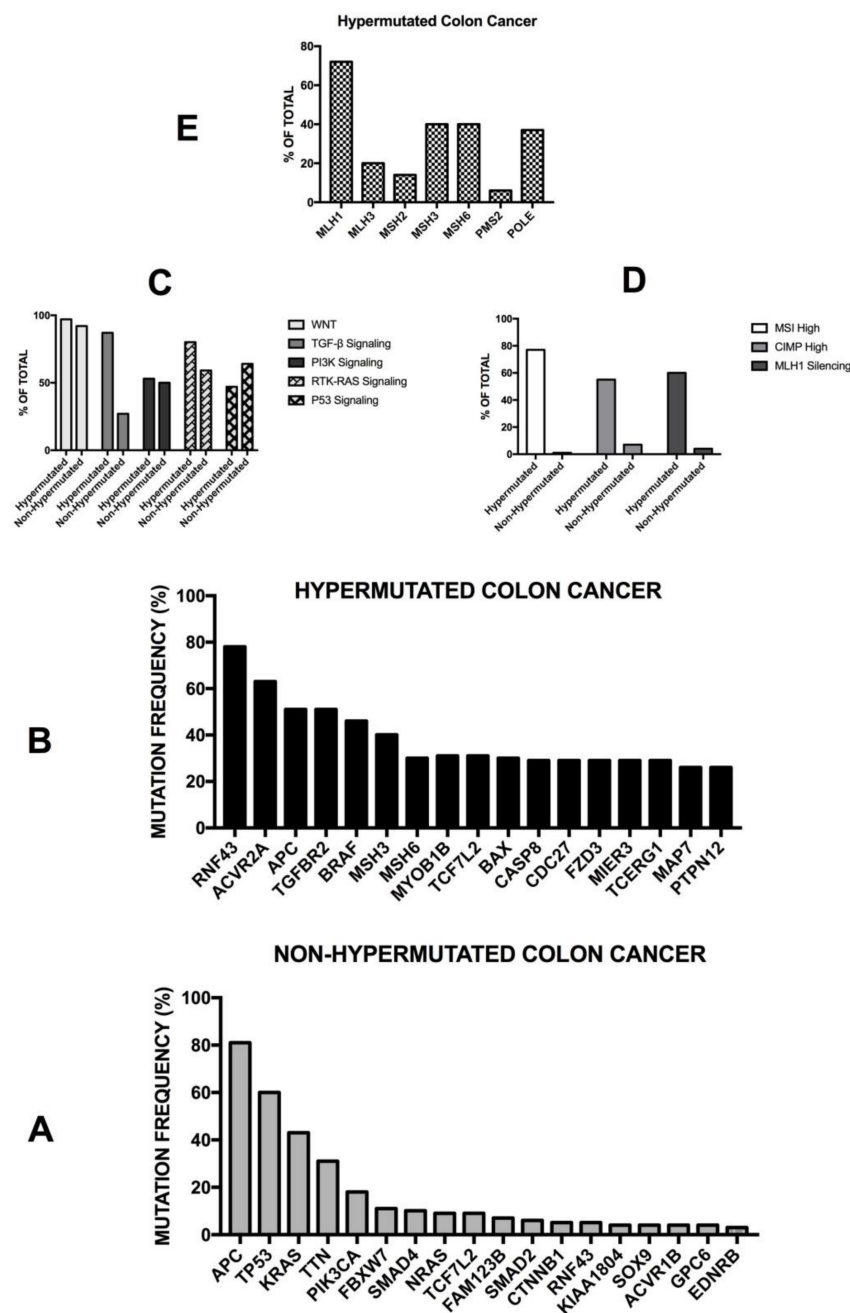 Hypermutated Colon Cancer
E
% OF TOTAL
80
60
40
20
0
MLH1
MLH3
MSH2
MSH3
MSH6
PMS2
POLE
C
% OF TOTAL
100
50
0
Hypermutated
Non-Hypermutated
Hypermutated
Non-Hypermutated
Hypermutated
Non-Hypermutated
Hypermutated
Non-Hypermutated
Hypermutated
Non-Hypermutated
WNT
TGF-β Signaling
PI3K Signaling
RTK-RAS Signaling
P53 Signaling
D
% OF TOTAL
100
80
60
40
20
0
Hypermutated
Non-Hypermutated
Hypermutated
Non-Hypermutated
Hypermutated
Non-Hypermutated
MSI High
CIMP High
MLH1 Silencing
B
HYPERMUTATED COLON CANCER
MUTATION FREQUENCY (%)
100
80
60
40
20
0
RNF43
ACVR2A
APC
TGFBR2
BRAF
MSH3
MSH6
MYOB1B
TCF7L2
BAX
CASP8
CDC27
FZD3
MIER3
TCERG1
MAP7
PTPN12
A
NON-HYPERMUTATED COLON CANCER
MUTATION FREQUENCY (%)
100
80
60
40
20
0
APC
TP53
KRAS
TTN
PIK3CA
FBXW7
SMAD4
NRAS
TCF7L2
FAM123B
SMAD2
CTNNB1
RNF43
KIAA1804
SOX9
ACVR1B
GPC6
EDNRB